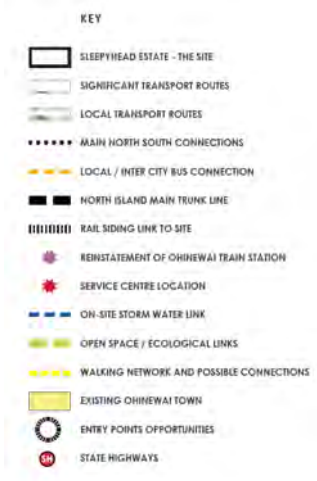 KEY
SLEEPYHEAD ESTATE - THE SITE
SIGNIFICANT TRANSPORT ROUTES
LOCAL TRANSPORT ROUTES
MAIN NORTH SOUTH CONNECTIONS
LOCAL / INTER CITY BUS CONNECTION
NORTH ISLAND MAIN TRUNK LINE
RAIL SIDING LINK TO SITE
REINSTATEMENT OF OHINEWAI TRAIN STATION
SERVICE CENTRE LOCATION
ON-SITE STORM WATER LINK
OPEN SPACE / ECOLOGICAL LINKS
WALKING NETWORK AND POSSIBLE CONNECTIONS
EXISTING OHINEWAI TOWN
ENTRY POINTS OPPORTUNITIES
SH STATE HIGHWAYS